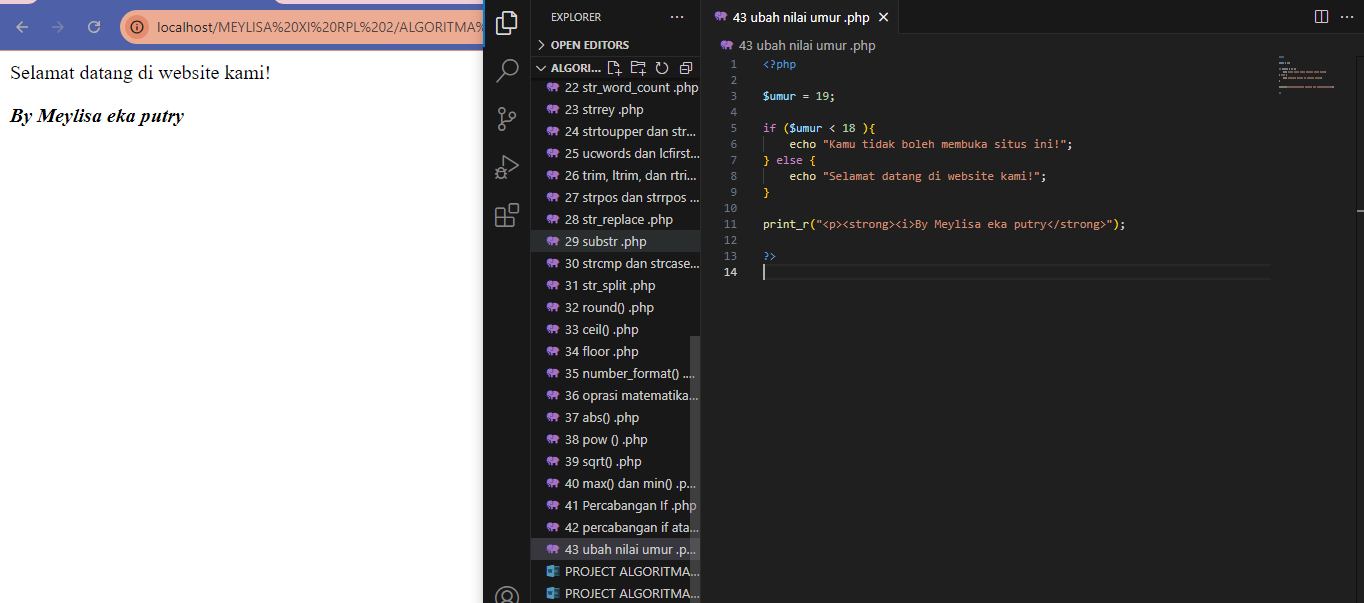 localhost/MEYLISA%20XI%20RPL%202/ALGORITMA%
Selamat datang di website kami!
By Meylisa eka putry
EXPLORER
OPEN EDITORS
ALGORI...
22 str_word_count .php
23 strrey .php
24 strtoupper dan str...
25 ucwords dan lcfirst...
26 trim, ltrim, dan rtri...
27 strpos dan strrpos ...
28 str_replace .php
29 substr .php
30 strcmp dan strcase...
31 str_split .php
32 round() .php
33 ceil() .php
34 floor .php
35 number_format() ....
36 oprasi matematika...
37 abs() .php
38 pow () .php
39 sqrt() .php
40 max() dan min() .p...
41 Percabangan If .php
42 percabangan if ata...
43 ubah nilai umur .p...
PROJECT ALGORITMA...
PROJECT ALGORITMA...
43 ubah nilai umur .php
43 ubah nilai umur .php
1 <?php
2
3 $umur = 19;
4
5 if ($umur < 18 ){
6 echo "Kamu tidak boleh membuka situs ini!";
7 } else {
8 echo "Selamat datang di website kami!";
9 }
10
11 print_r("<p><strong><i>By Meylisa eka putry</strong>");
12
13 ?>
14